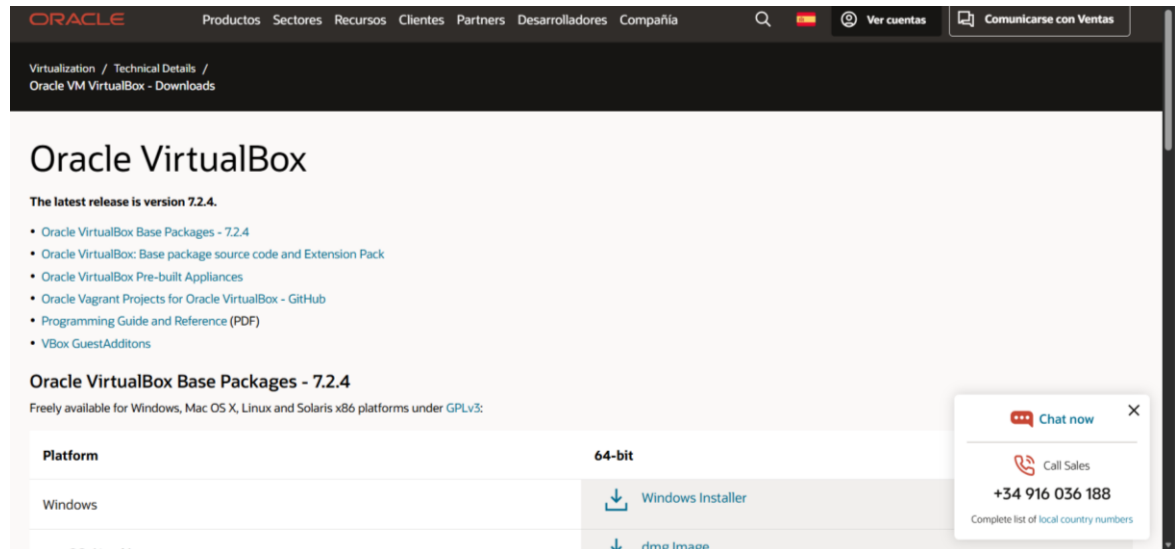 ORACLE Productos Sectores Recursos Clientes Partners Desarrolladores Compañía Ver cuentas Comunicarse con Ventas
Virtualization / Technical Details /
Oracle VM VirtualBox - Downloads
Oracle VirtualBox
The latest release is version 7.2.4.
• Oracle VirtualBox Base Packages - 7.2.4
• Oracle VirtualBox: Base package source code and Extension Pack
• Oracle VirtualBox Pre-built Appliances
• Oracle Vagrant Projects for Oracle VirtualBox - GitHub
• Programming Guide and Reference (PDF)
• VBox GuestAdditons
Oracle VirtualBox Base Packages - 7.2.4
Freely available for Windows, Mac OS X, Linux and Solaris x86 platforms under GPLv3:
Platform 64-bit
Windows Windows Installer
dmg Image
Chat now
Call Sales
+34 916 036 188
Complete list of local country numbers